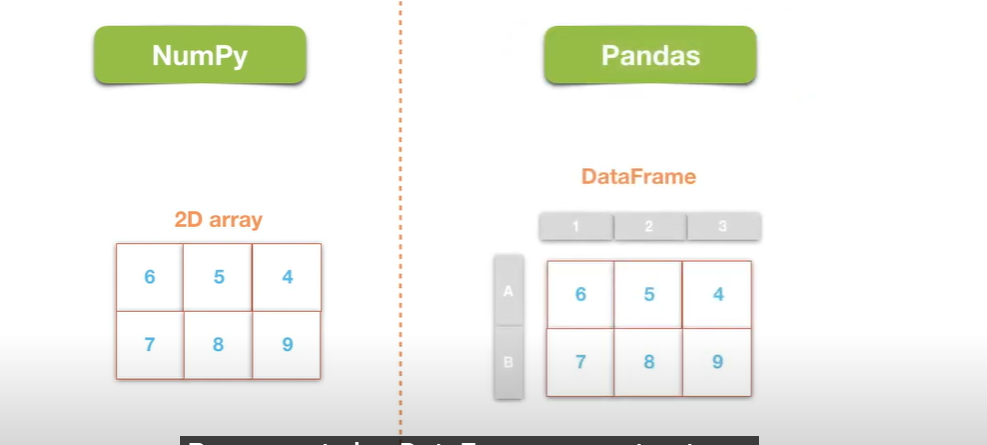 NumPy
Pandas
2D array
6 5 4
7 8 9
DataFrame
1 2 3
A 6 5 4
B 7 8 9